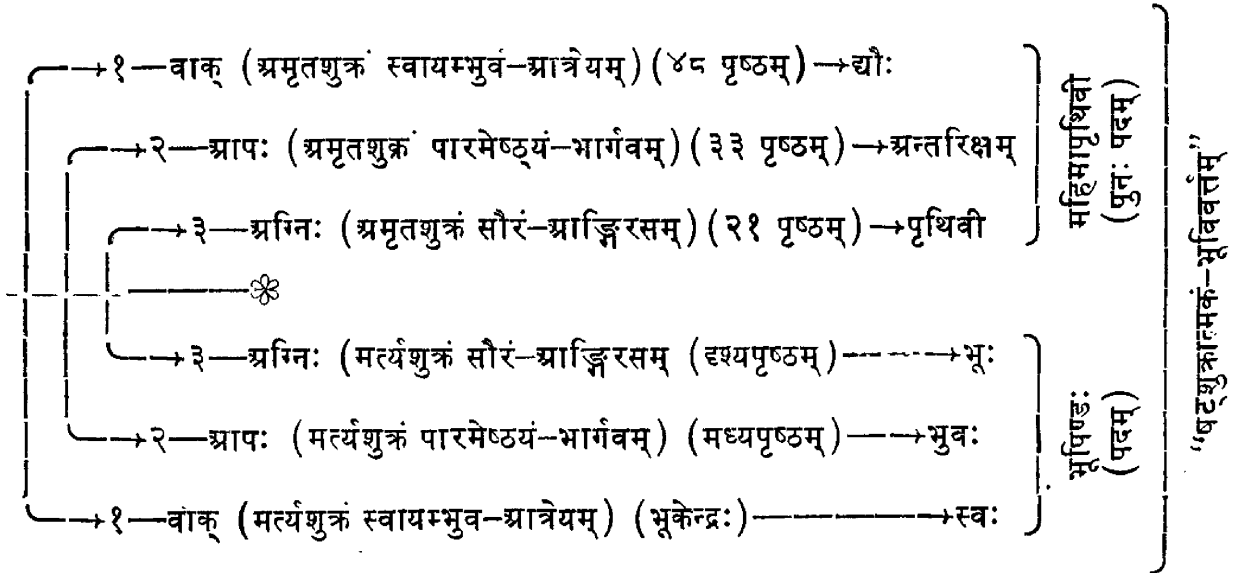 १—वाक् (अमृतशुक्रं स्वायम्भुवं-आत्रेयम्) (४८ पृष्ठम्)→द्यौः
२—आपः (अमृतशुक्रं पारमेष्ठ्यं-भार्गवम्) (३३ पृष्ठम्)→अन्तरिक्षम्
३—अग्निः (अमृतशुक्रं सौरं-आङ्गिरसम्) (२१ पृष्ठम्)→पृथिवी
महिमापृथिवी
(पुनः पदम्)
३—अग्निः (मर्त्यशुक्रं सौरं-आङ्गिरसम् (दृश्यपृष्ठम्)→भूः
२—आपः (मर्त्यशुक्रं पारमेष्ठयं-भार्गवम्) (मध्यपृष्ठम्)→भुवः
१—वाक् (मर्त्यशुक्रं स्वायम्भुव-आत्रेयम्) (भूकेन्द्रः)→स्वः
भूपिण्डः
(पदम्)
“षट्शुक्रात्मकं-भूविवर्त्तम्”